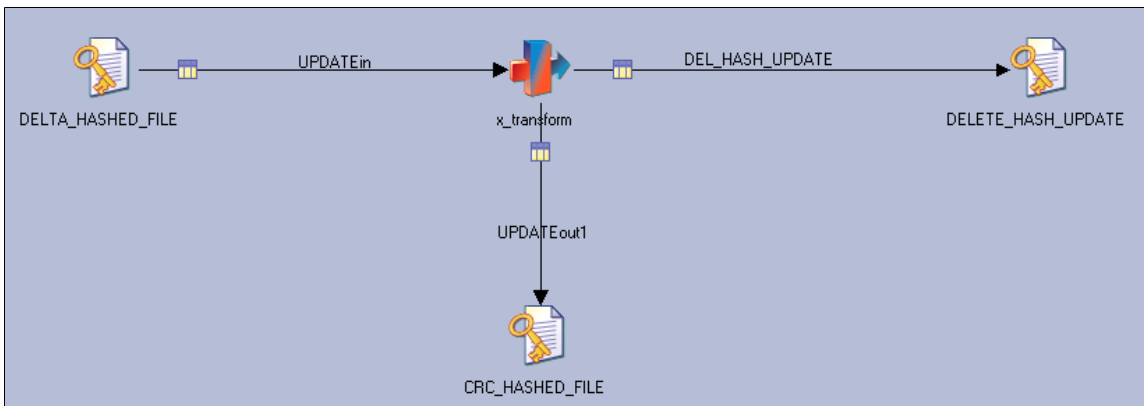 UPDATEin
DEL_HASH_UPDATE
DELTA_HASHED_FILE
x_transform
DELETE_HASH_UPDATE
UPDATEout1
CRC_HASHED_FILE